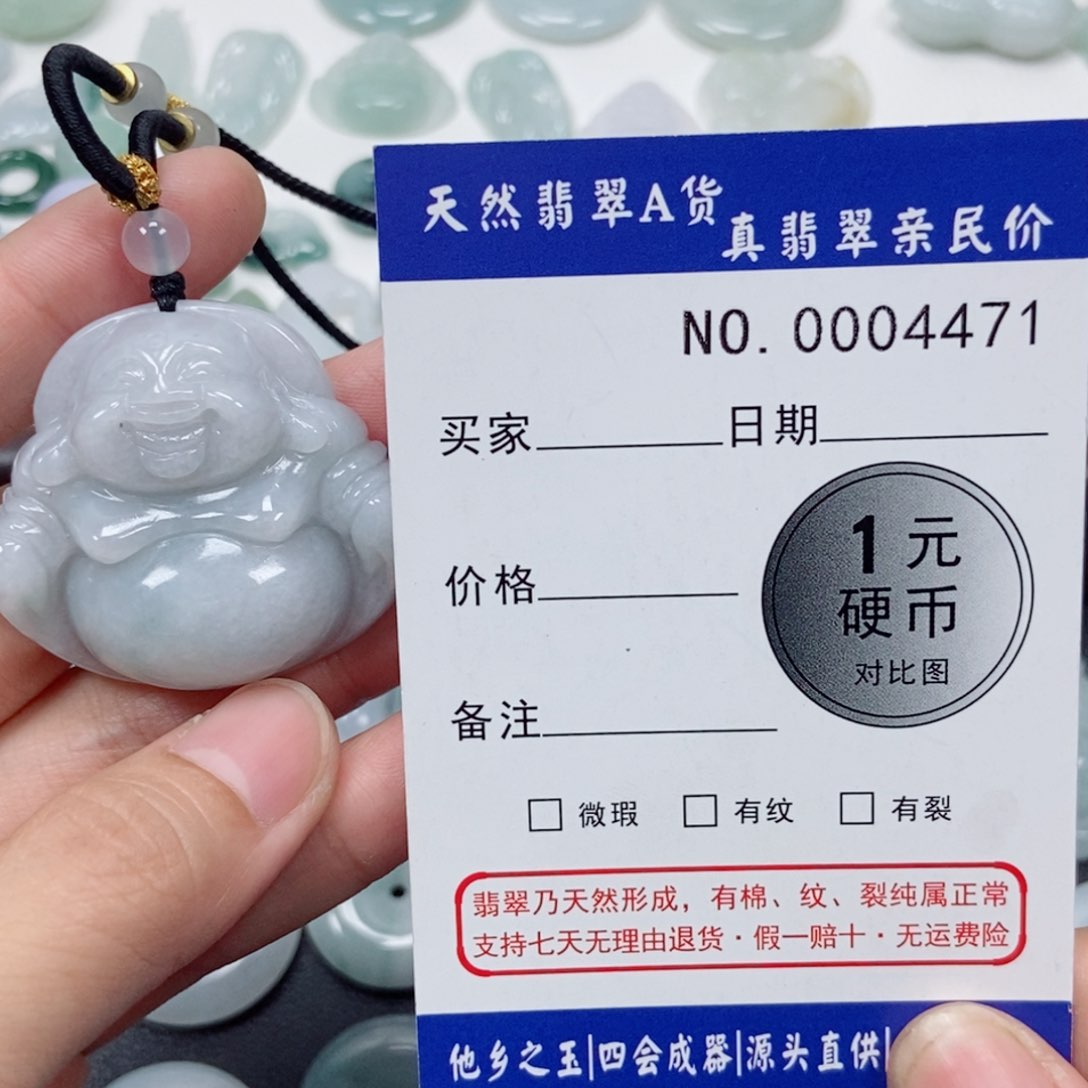 天然翡翠A货
真翡翠亲民价
NO. 0004471
买家 日期
1元
硬币
对比图
价格
备注
微瑕 有纹 有裂
翡翠乃天然形成，有棉、纹、裂纯属正常
支持七天无理由退货·假一赔十·无运费险
他乡之玉|四会成器|源头直供|